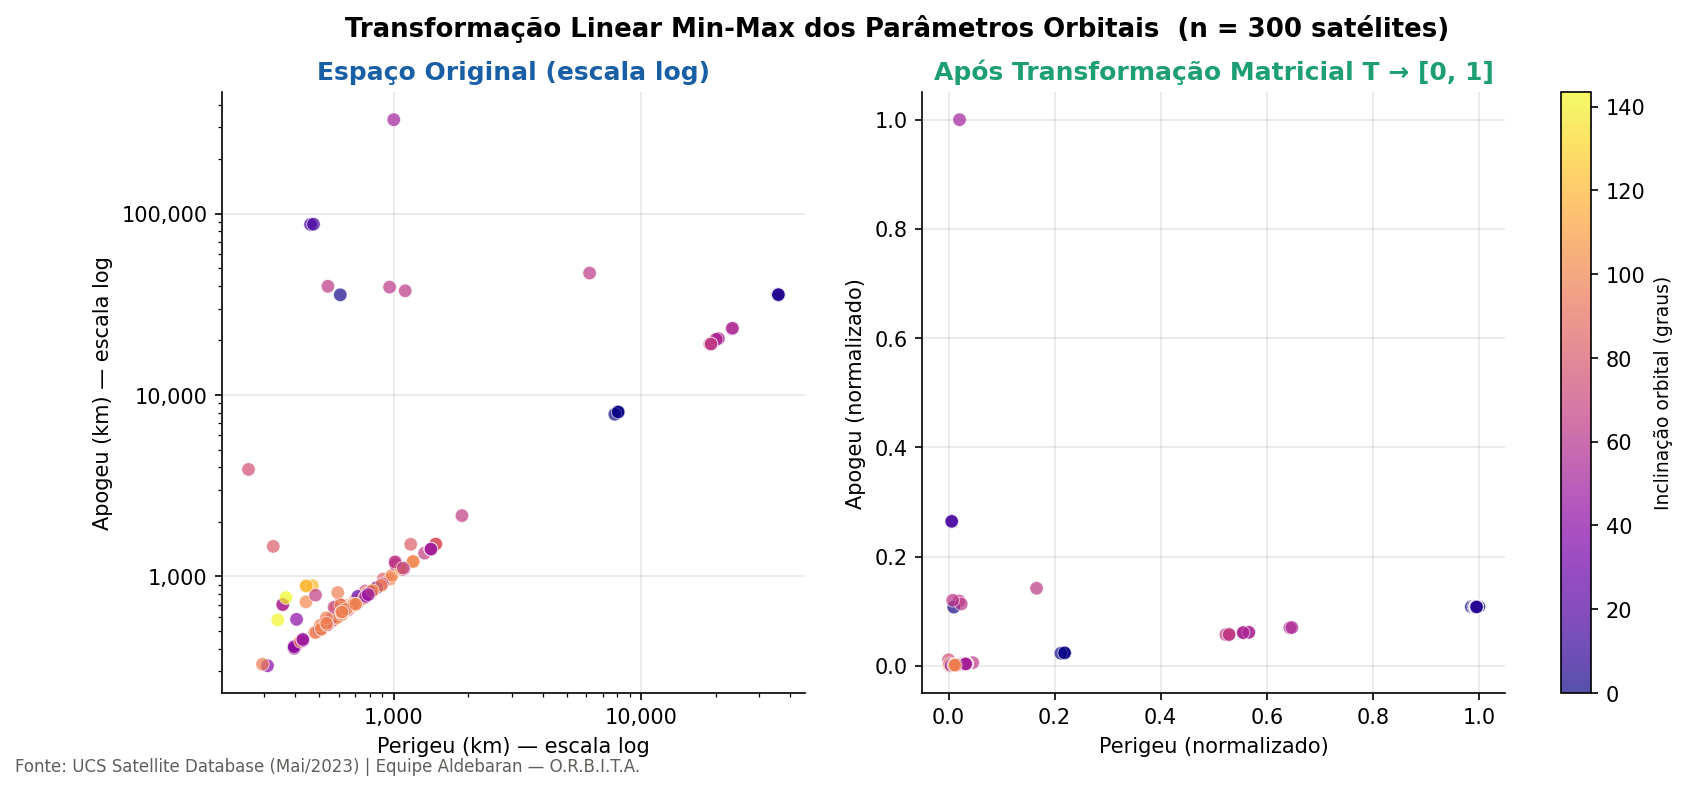 Transformação Linear Min-Max dos Parâmetros Orbitais (n = 300 satélites)
Espaço Original (escala log)
Apogeu (km) — escala log
100,000
10,000
1,000
1,000
10,000
Perigeu (km) — escala log
Após Transformação Matricial T → [0, 1]
Apogeu (normalizado)
1.0
0.8
0.6
0.4
0.2
0.0
0.0
0.2
0.4
0.6
0.8
1.0
Perigeu (normalizado)
140
120
100
80
60
40
20
0
Inclinação orbital (graus)
Fonte: UCS Satellite Database (Mai/2023) | Equipe Aldebaran — O.R.B.I.T.A.